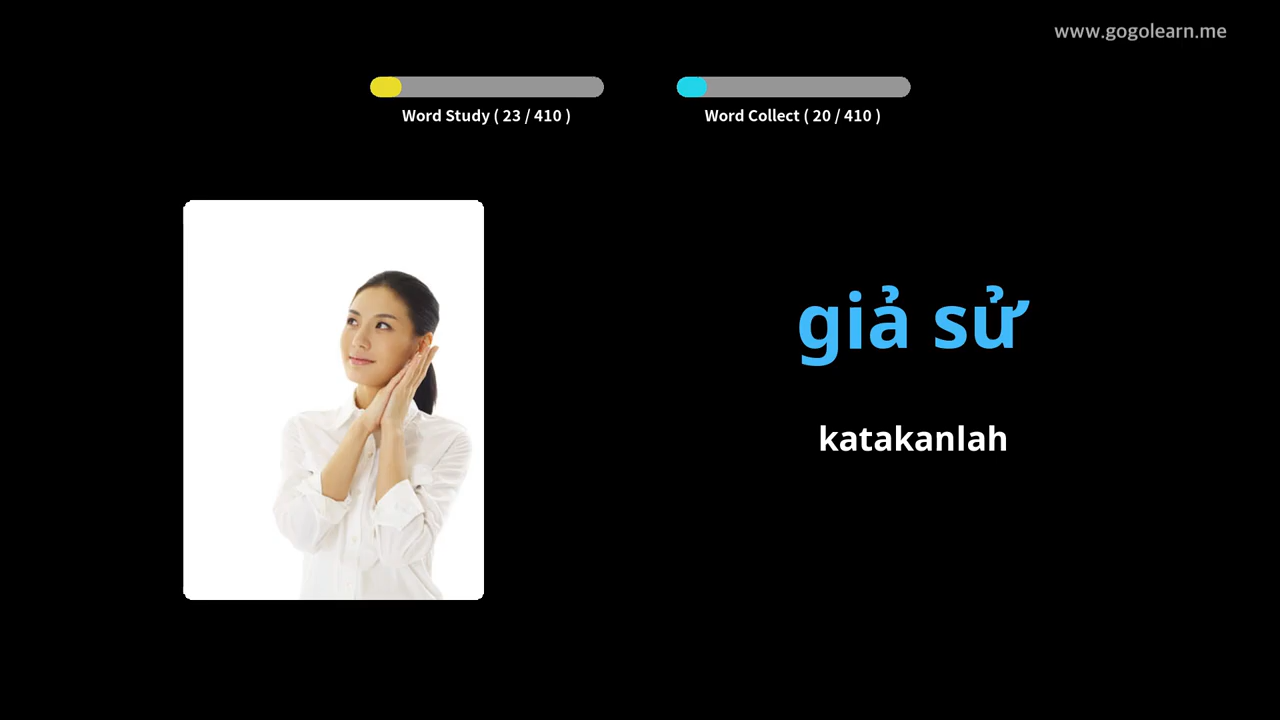 www.gogolearn.me
Word Study ( 23 / 410 )
Word Collect ( 20 / 410 )
giả sử
katakanlah